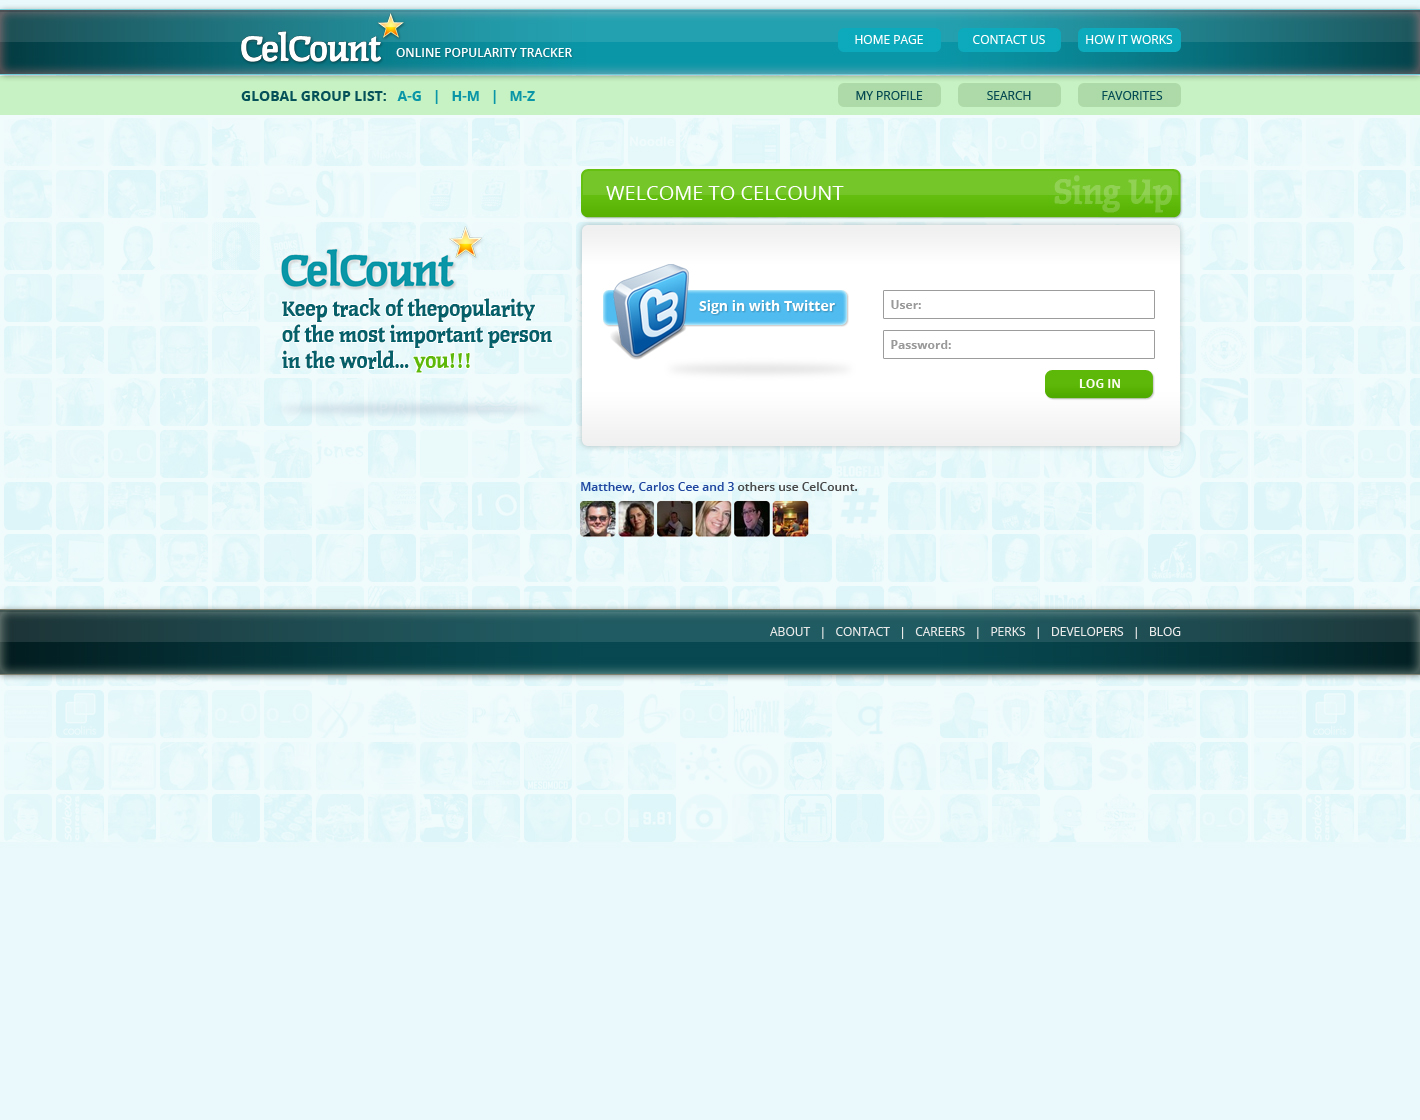 CelCount
ONLINE POPULARITY TRACKER
HOME PAGE
CONTACT US
HOW IT WORKS
GLOBAL GROUP LIST: A-G | H-M | M-Z
MY PROFILE
SEARCH
FAVORITES
WELCOME TO CELCOUNT
Sing Up
CelCount
Keep track of thepopularity
of the most important person
in the world... you!!!
Sign in with Twitter
User:
Password:
LOG IN
Matthew, Carlos Cee and 3 others use CelCount.
ABOUT | CONTACT | CAREERS | PERKS | DEVELOPERS | BLOG
9.81